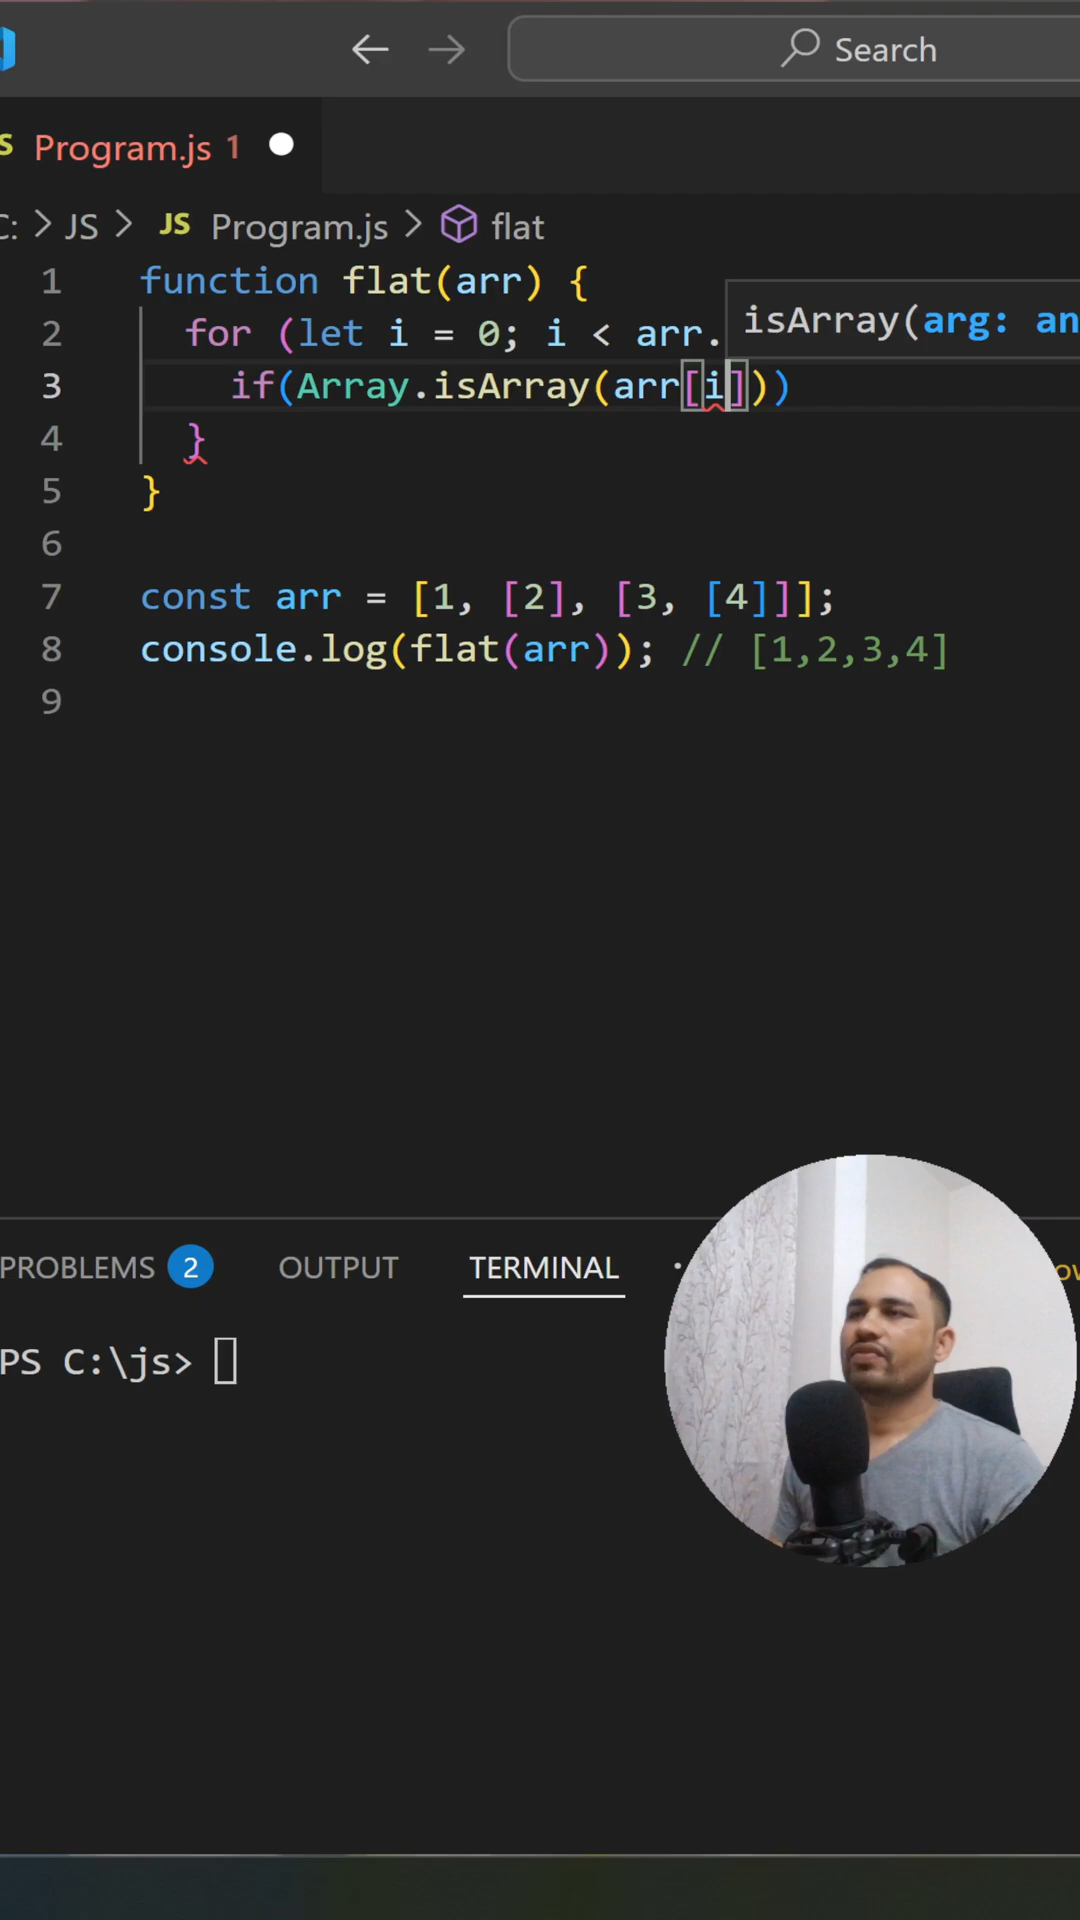 Search
Program.js 1
C: > JS > JS Program.js > flat
1 function flat(arr) {
2 for (let i = 0; i < arr.
isArray(arg: an
3 if(Array.isArray(arr[i]))
4 }
5 }
6
7 const arr = [1, [2], [3, [4]]];
8 console.log(flat(arr)); // [1,2,3,4]
9
PROBLEMS 2 OUTPUT TERMINAL
PS C:\js>